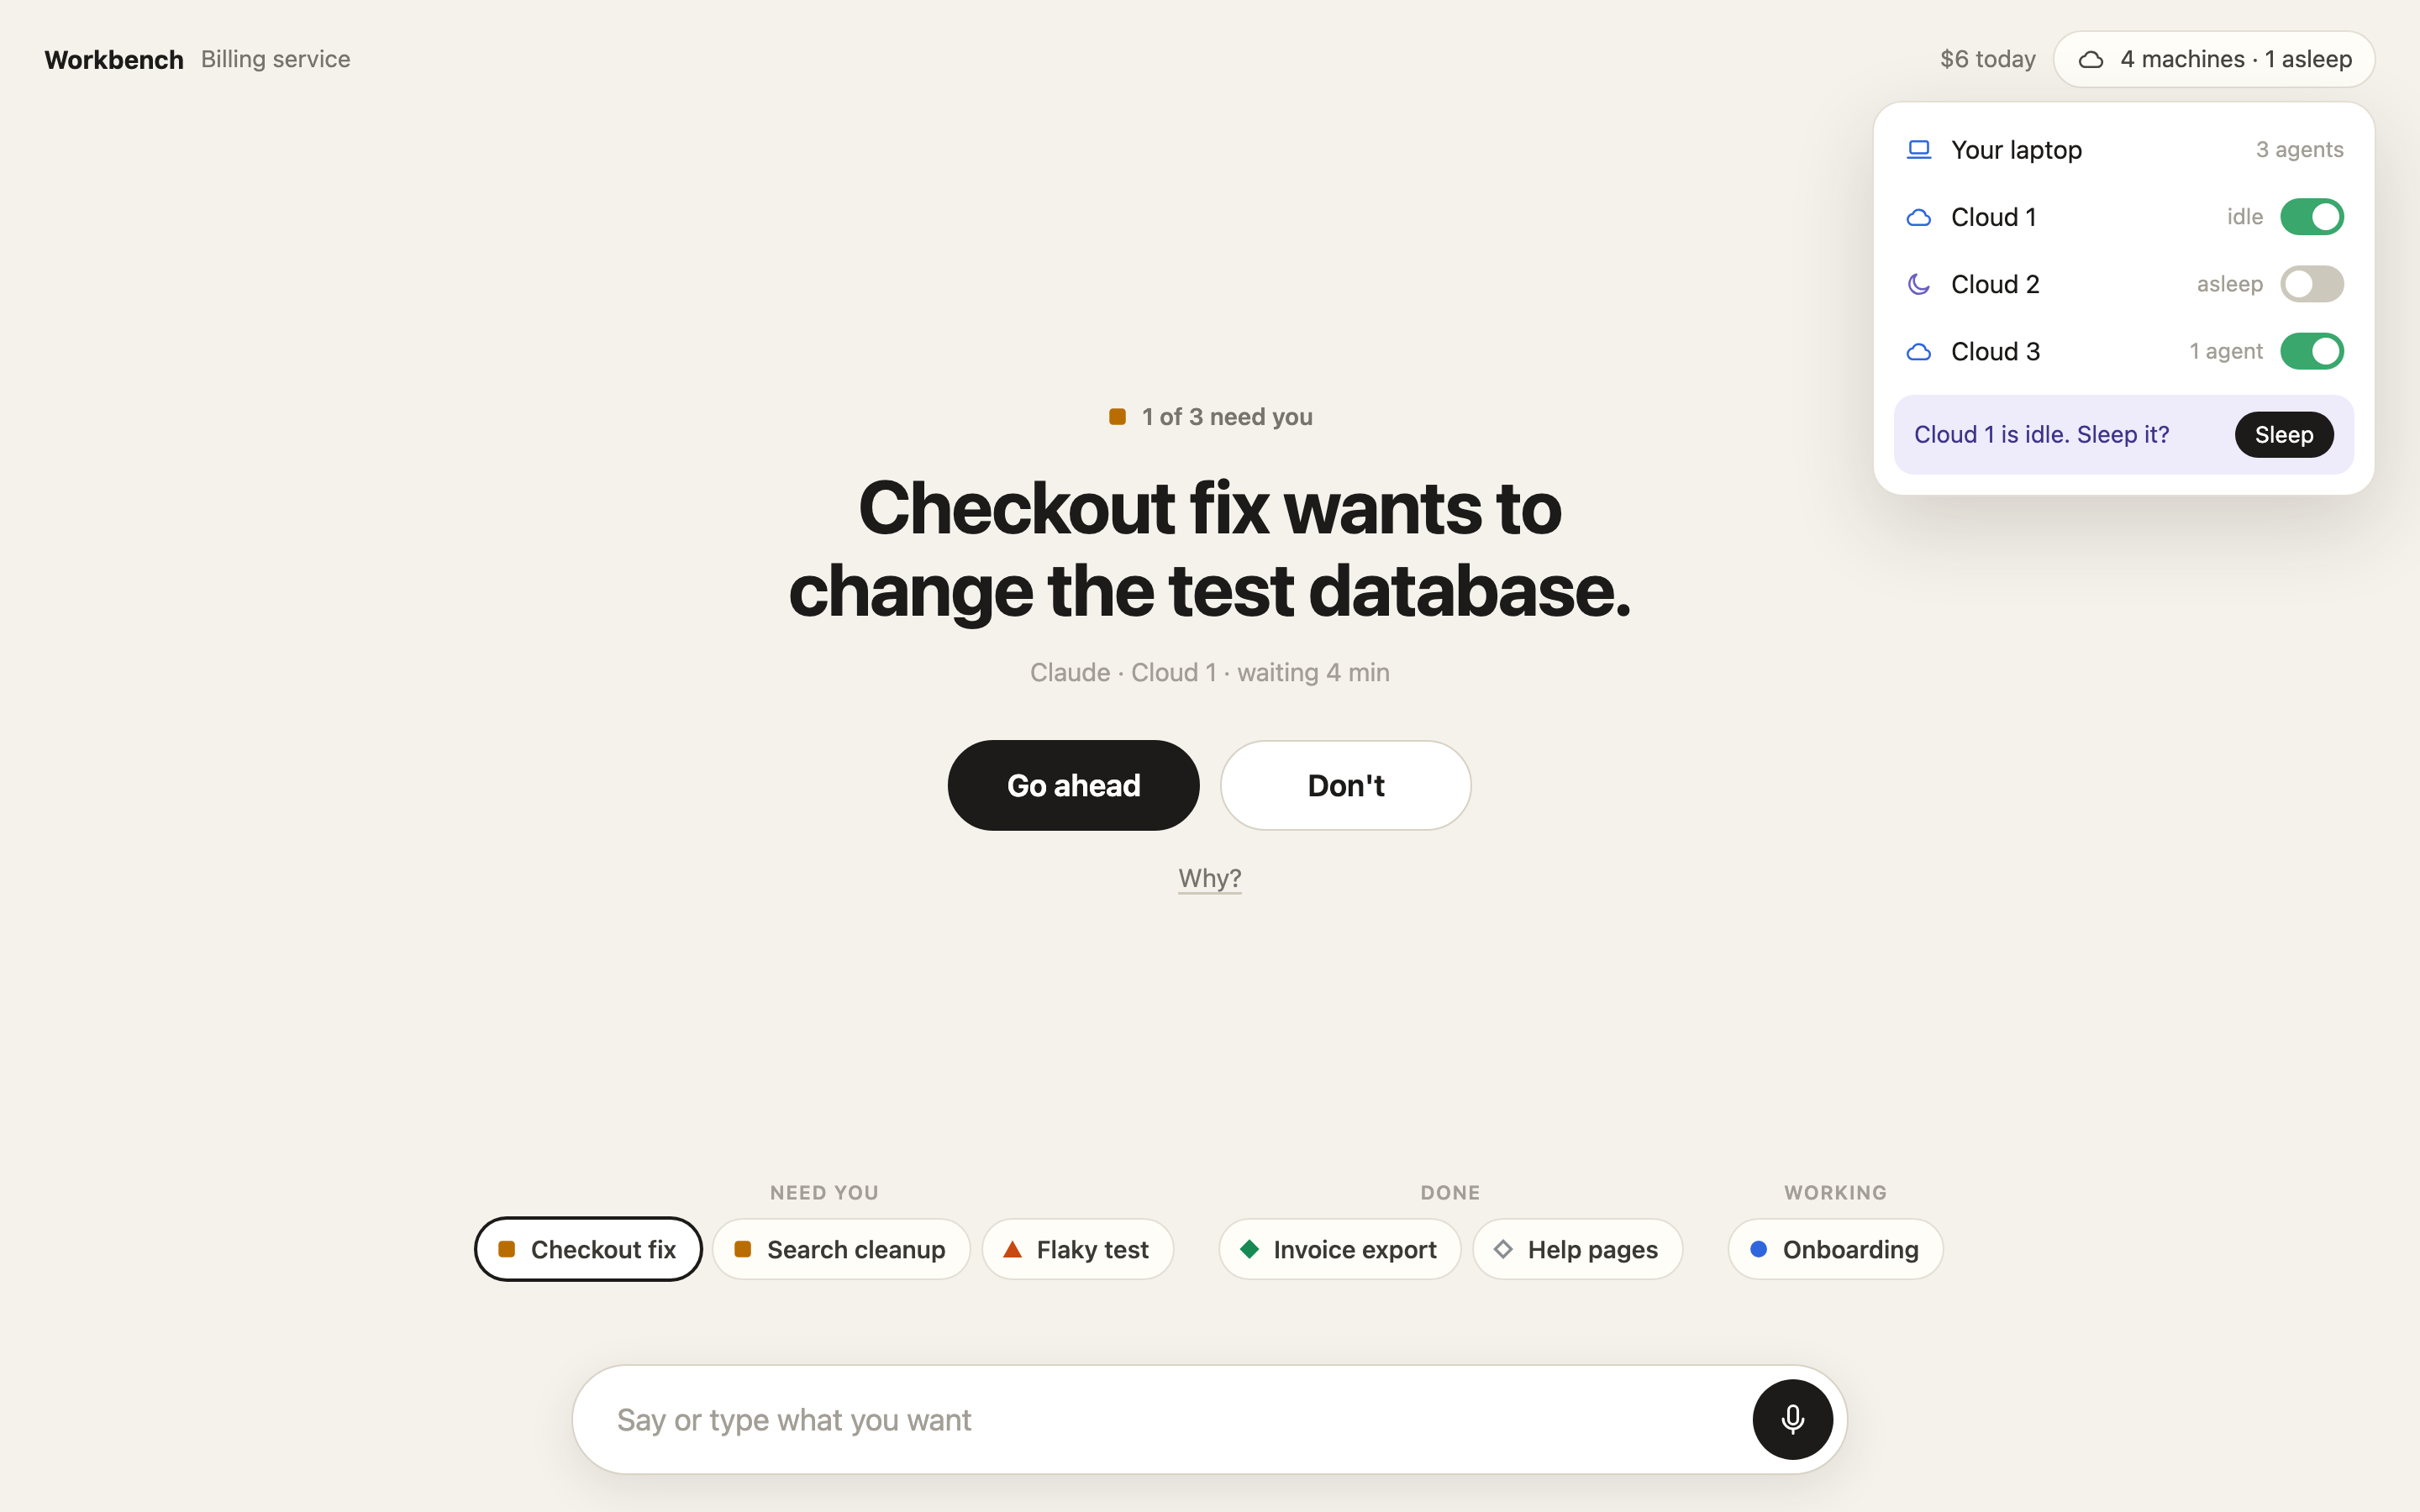 Workbench Billing service
$6 today
4 machines · 1 asleep
Your laptop 3 agents
Cloud 1 idle
Cloud 2 asleep
Cloud 3 1 agent
Cloud 1 is idle. Sleep it? Sleep
1 of 3 need you
Checkout fix wants to
change the test database.
Claude · Cloud 1 · waiting 4 min
Go ahead
Don't
Why?
NEED YOU
Checkout fix
Search cleanup
Flaky test
DONE
Invoice export
Help pages
WORKING
Onboarding
Say or type what you want